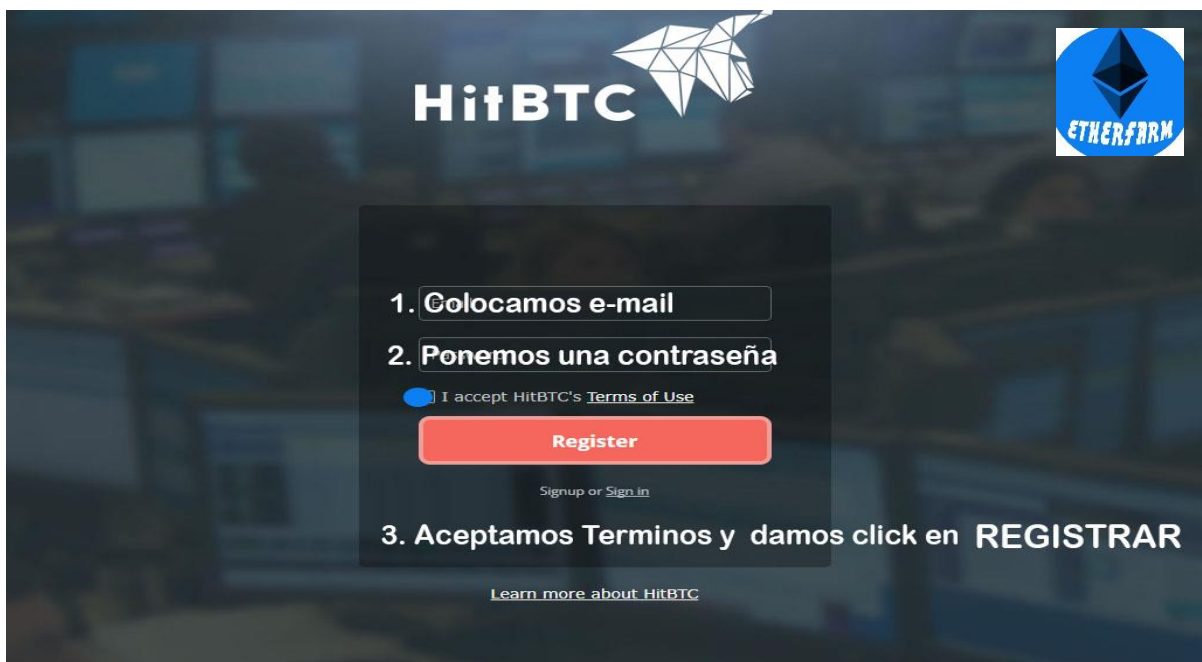 HitBTC
ETHERFARM
1. Colocamos e-mail
2. Ponemos una contraseña
I accept HitBTC's Terms of Use
Register
Signup or Sign in
3. Aceptamos Terminos y damos click en REGISTRAR
Learn more about HitBTC